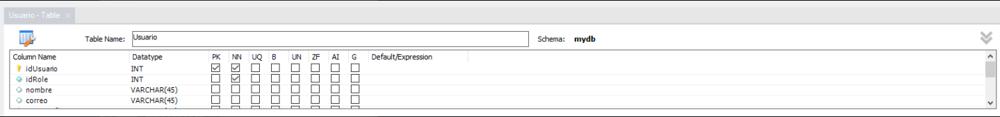 Usuario - Table ×
Table Name: Usuario Schema: mydb
Column Name Datatype PK NN UQ B UN ZF AI G Default/Expression
idUsuario INT
idRole INT
nombre VARCHAR(45)
correo VARCHAR(45)